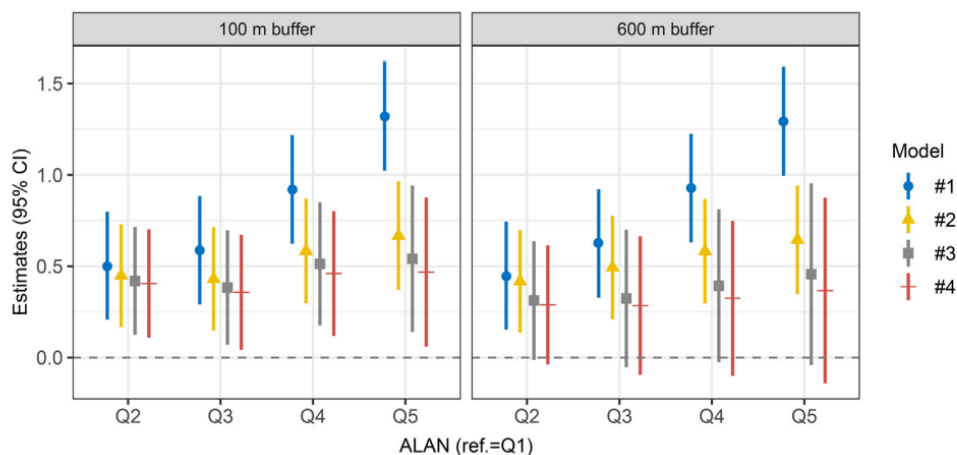 100 m buffer
600 m buffer
Estimates (95% CI)
1.5
1.0
0.5
0.0
Q2 Q3 Q4 Q5
Q2 Q3 Q4 Q5
ALAN (ref.=Q1)
Model
#1
#2
#3
#4